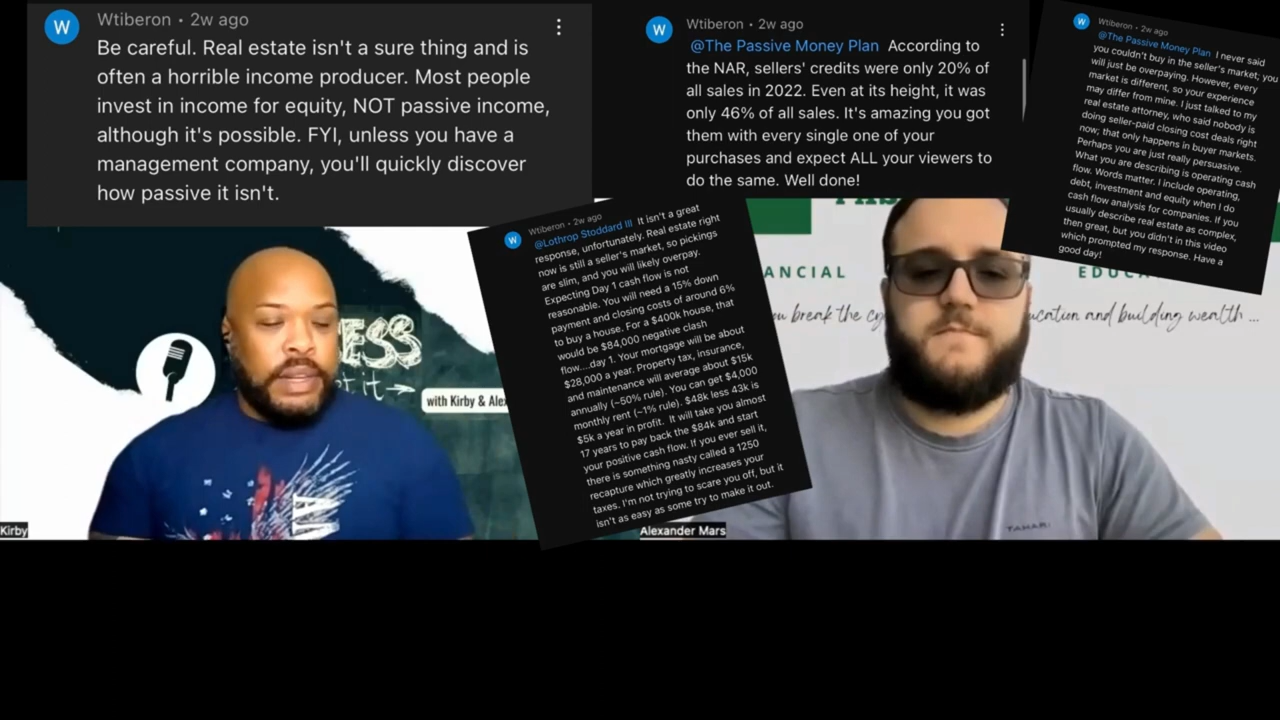 W
Wtiberon • 2w ago
Be careful. Real estate isn't a sure thing and is
often a horrible income producer. Most people
invest in income for equity, NOT passive income,
although it's possible. FYI, unless you have a
management company, you'll quickly discover
how passive it isn't.
W
Wtiberon • 2w ago
@The Passive Money Plan According to
the NAR, sellers' credits were only 20% of
all sales in 2022. Even at its height, it was
only 46% of all sales. It's amazing you got
them with every single one of your
purchases and expect ALL your viewers to
do the same. Well done!
W
Wtiberon • 2w ago
@The Passive Money Plan I never said
you couldn't buy in the seller's market; you
will just be overpaying. However, every
market is different, so your experience
may differ from mine. I just talked to my
real estate attorney, who said nobody is
doing seller-paid closing cost deals right
now; that only happens in buyer markets.
Perhaps you are just really persuasive.
What you are describing is operating cash
flow. Words matter. I include operating,
debt, investment and equity when I do
cash flow analysis for companies. If you
usually describe real estate as complex,
then great, but you didn't in this video
which prompted my response. Have a
good day!
W
Wtiberon • 2w ago
@Lothrop Stoddard III It isn't a great
response, unfortunately. Real estate right
now is still a seller's market, so pickings
are slim, and you will likely overpay.
Expecting Day 1 cash flow is not
reasonable. You will need a 15% down
payment and closing costs of around 6%
to buy a house. For a $400k house, that
would be $84,000 negative clash
flow....day 1. Your mortgage will be about
$28,000 a year. Property tax, insurance,
and maintenance will average about $15k
annually (~50% rule). You can get $4,000
monthly rent (~1% rule). $48k less 43k is
$5k a year in profit. It will take you almost
17 years to pay back the $84k and start
your positive cash flow. If you ever sell it,
there is something nasty called a 1250
recapture which greatly increases your
taxes. I'm not trying to scare you off, but it
isn't as easy as some try to make it out.
ESS
t it
with Kirby & Ale
Kirby
NANCIAL
EDUCA
ou break the cy
ucation and building wealth ...
TAHARI
Alexander Mars